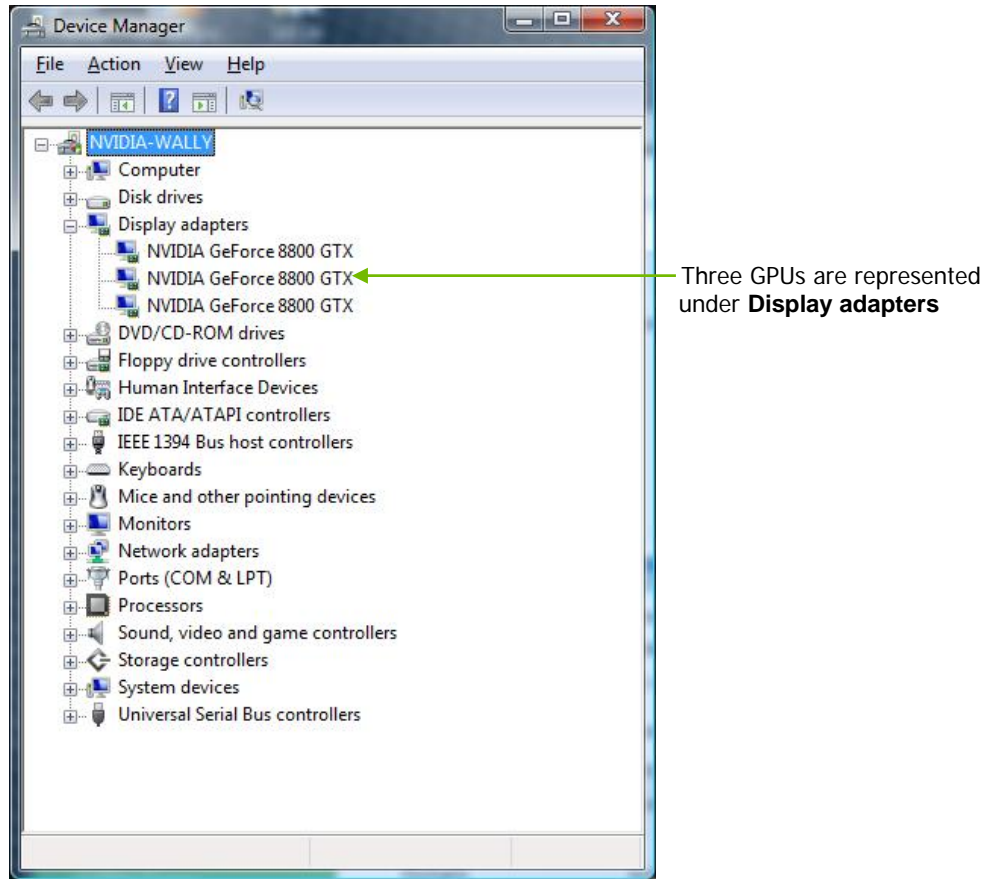 Device Manager
File Action View Help
NVIDIA-WALLY
Computer
Disk drives
Display adapters
NVIDIA GeForce 8800 GTX
NVIDIA GeForce 8800 GTX
NVIDIA GeForce 8800 GTX
DVD/CD-ROM drives
Floppy drive controllers
Human Interface Devices
IDE ATA/ATAPI controllers
IEEE 1394 Bus host controllers
Keyboards
Mice and other pointing devices
Monitors
Network adapters
Ports (COM & LPT)
Processors
Sound, video and game controllers
Storage controllers
System devices
Universal Serial Bus controllers
Three GPUs are represented
under Display adapters